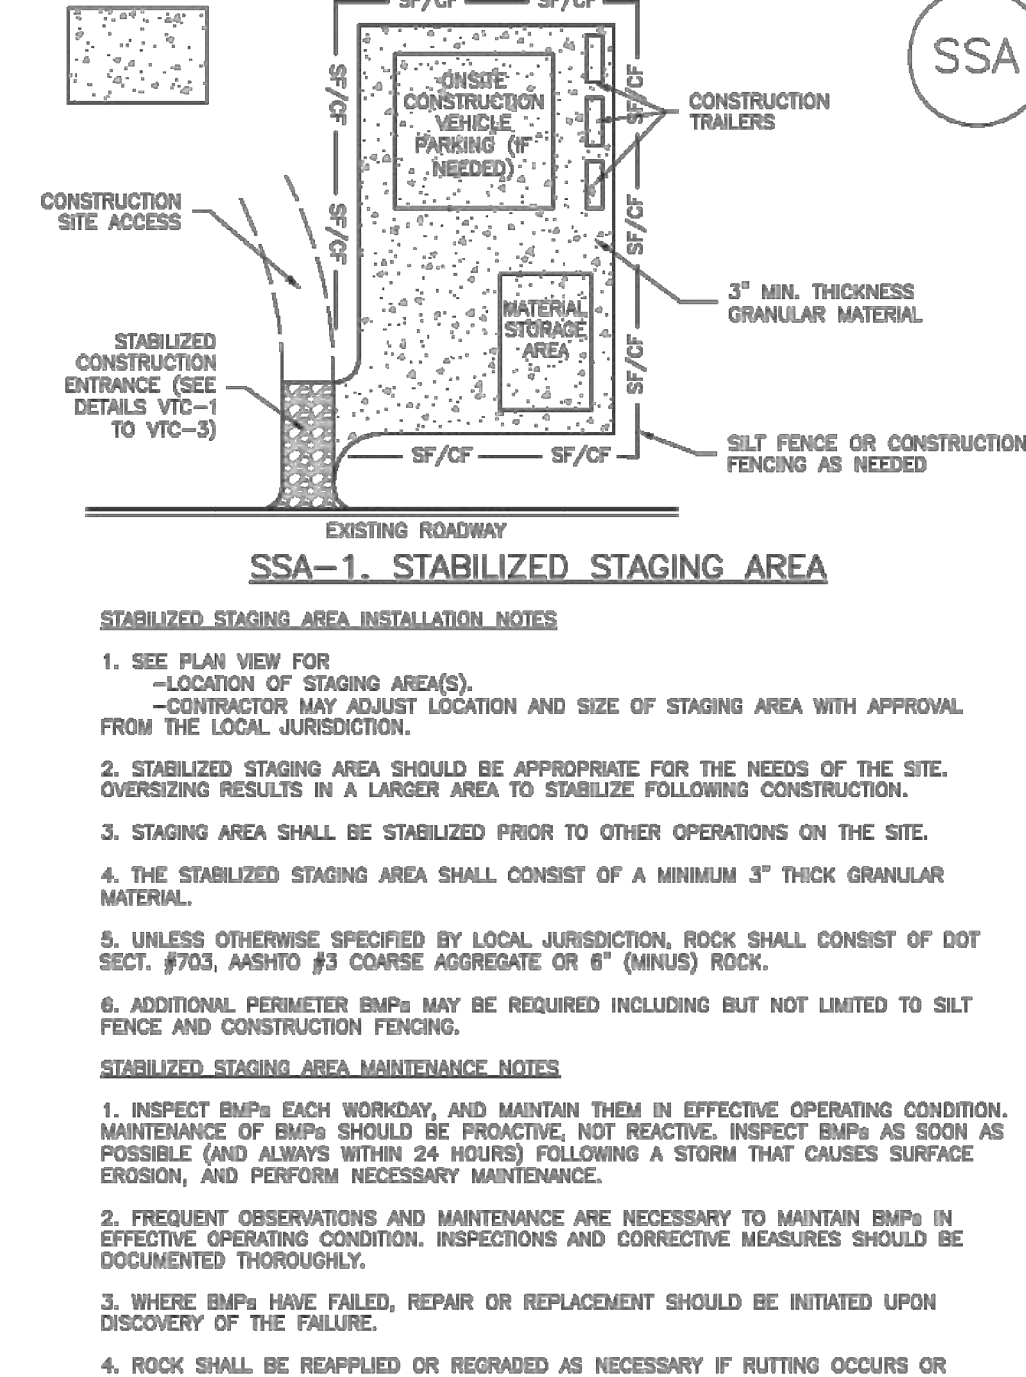 SF/CF SF/CF
SSA
ONSITE
CONSTRUCTION
VEHICLE
PARKING (IF
NEEDED)
SF/CF
SF/CF
CONSTRUCTION
TRAILERS
CONSTRUCTION
SITE ACCESS
SF/CF
SF/CF
3" MIN. THICKNESS
GRANULAR MATERIAL
MATERIAL
STORAGE
AREA
STABILIZED
CONSTRUCTION
ENTRANCE (SEE
DETAILS VTC-1
TO VTC-3)
SF/CF
SF/CF SF/CF
SILT FENCE OR CONSTRUCTION
FENCING AS NEEDED
EXISTING ROADWAY
SSA-1. STABILIZED STAGING AREA
STABILIZED STAGING AREA INSTALLATION NOTES
1. SEE PLAN VIEW FOR
-LOCATION OF STAGING AREA(S).
-CONTRACTOR MAY ADJUST LOCATION AND SIZE OF STAGING AREA WITH APPROVAL
FROM THE LOCAL JURISDICTION.
2. STABILIZED STAGING AREA SHOULD BE APPROPRIATE FOR THE NEEDS OF THE SITE.
OVERSIZING RESULTS IN A LARGER AREA TO STABILIZE FOLLOWING CONSTRUCTION.
3. STAGING AREA SHALL BE STABILIZED PRIOR TO OTHER OPERATIONS ON THE SITE.
4. THE STABILIZED STAGING AREA SHALL CONSIST OF A MINIMUM 3" THICK GRANULAR
MATERIAL.
5. UNLESS OTHERWISE SPECIFIED BY LOCAL JURISDICTION, ROCK SHALL CONSIST OF DOT
SECT. #703, AASHTO #3 COARSE AGGREGATE OR 6" (MINUS) ROCK.
6. ADDITIONAL PERIMETER BMPs MAY BE REQUIRED INCLUDING BUT NOT LIMITED TO SILT
FENCE AND CONSTRUCTION FENCING.
STABILIZED STAGING AREA MAINTENANCE NOTES
1. INSPECT BMPs EACH WORKDAY, AND MAINTAIN THEM IN EFFECTIVE OPERATING CONDITION.
MAINTENANCE OF BMPs SHOULD BE PROACTIVE, NOT REACTIVE. INSPECT BMPs AS SOON AS
POSSIBLE (AND ALWAYS WITHIN 24 HOURS) FOLLOWING A STORM THAT CAUSES SURFACE
EROSION, AND PERFORM NECESSARY MAINTENANCE.
2. FREQUENT OBSERVATIONS AND MAINTENANCE ARE NECESSARY TO MAINTAIN BMPs IN
EFFECTIVE OPERATING CONDITION. INSPECTIONS AND CORRECTIVE MEASURES SHOULD BE
DOCUMENTED THOROUGHLY.
3. WHERE BMPs HAVE FAILED, REPAIR OR REPLACEMENT SHOULD BE INITIATED UPON
DISCOVERY OF THE FAILURE.
4. ROCK SHALL BE REAPPLIED OR REGRADED AS NECESSARY IF RUTTING OCCURS OR